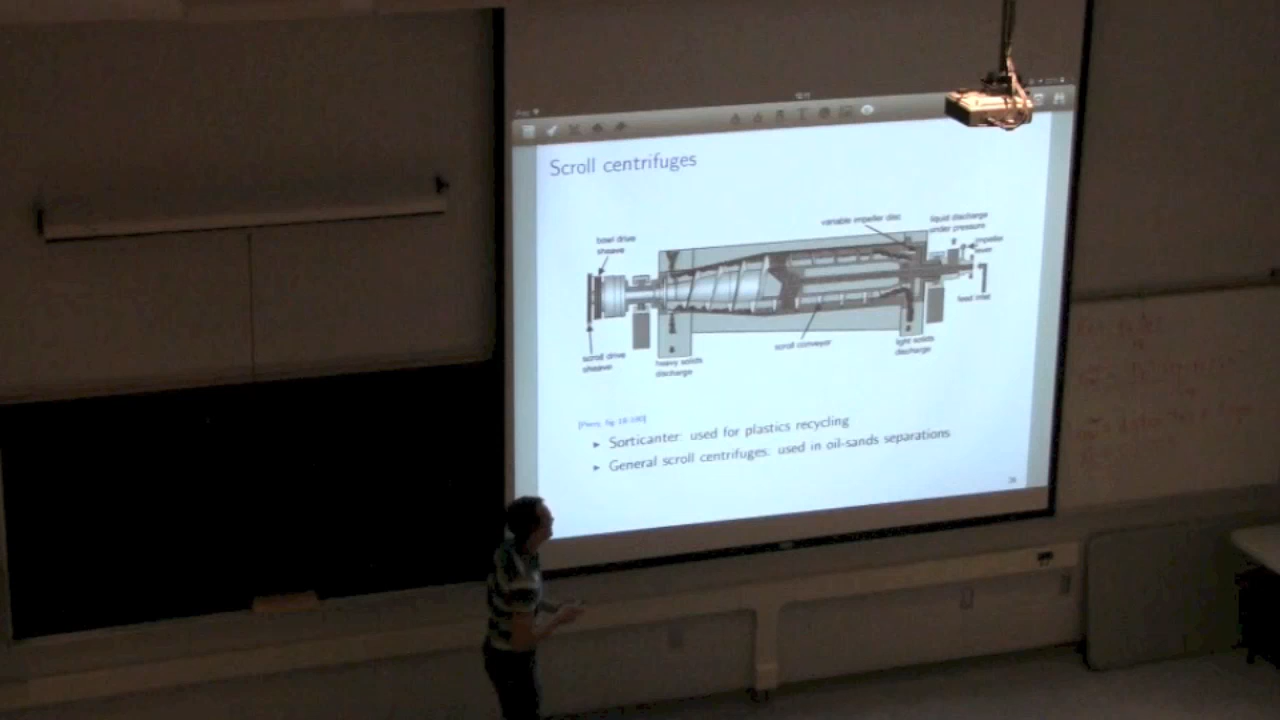 Scroll centrifuges
variable impeller disc
liquid discharge
under pressure
bowl drive
sheave
impeller
lever
feed inlet
scroll drive
sheave
heavy solids
discharge
scroll conveyor
light solids
discharge
▸ Sorticanter: used for plastics recycling
▸ General scroll centrifuges: used in oil-sands separations